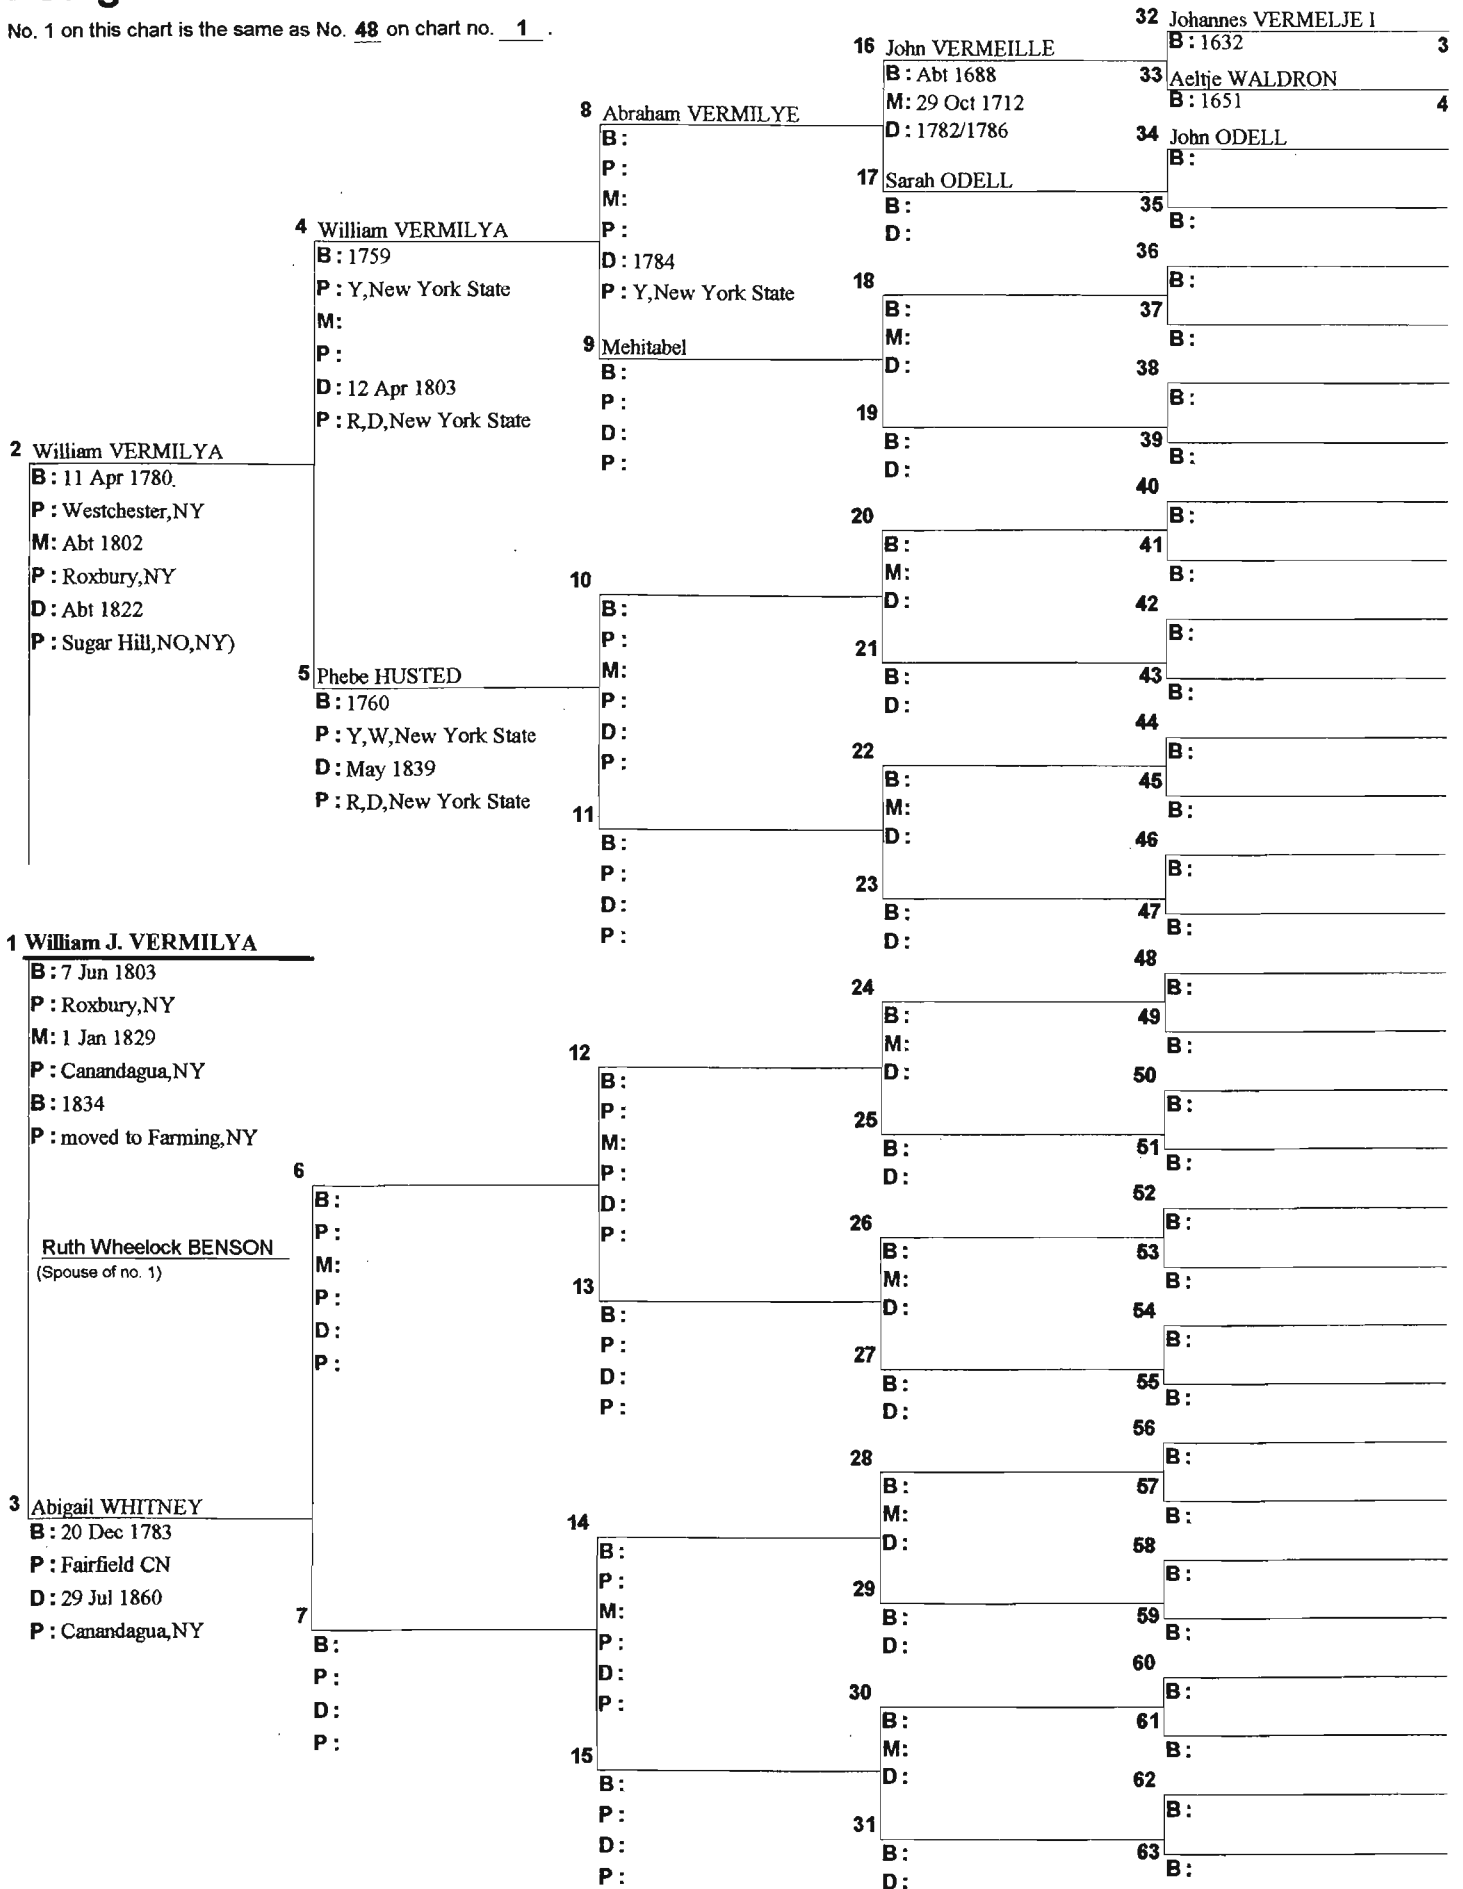 No. 1 on this chart is the same as No. 48 on chart no. 1 .
1 William J. VERMILYA
B: 7 Jun 1803
P: Roxbury,NY
M: 1 Jan 1829
P: Canandagua,NY
B: 1834
P: moved to Farming,NY
Ruth Wheelock BENSON
(Spouse of no. 1)
2 William VERMILYA
B: 11 Apr 1780
P: Westchester,NY
M: Abt 1802
P: Roxbury,NY
D: Abt 1822
P: Sugar Hill,NO,NY)
3 Abigail WHITNEY
B: 20 Dec 1783
P: Fairfield CN
D: 29 Jul 1860
P: Canandagua,NY
4 William VERMILYA
B: 1759
P: Y,New York State
M:
P:
D: 12 Apr 1803
P: R,D,New York State
5 Phebe HUSTED
B: 1760
P: Y,W,New York State
D: May 1839
P: R,D,New York State
6
B:
P:
M:
P:
D:
P:
7
B:
P:
D:
P:
8 Abraham VERMILYE
B:
P:
M:
P:
D: 1784
P: Y,New York State
9 Mehitabel
B:
P:
D:
P:
10
B:
P:
M:
P:
D:
P:
11
B:
P:
D:
P:
12
B:
P:
M:
P:
D:
P:
13
B:
P:
D:
P:
14
B:
P:
M:
P:
D:
P:
15
B:
P:
D:
P:
16 John VERMEILLE
B: Abt 1688
M: 29 Oct 1712
D: 1782/1786
17 Sarah ODELL
B:
D:
18
B:
M:
D:
19
B:
D:
20
B:
M:
D:
21
B:
D:
22
B:
M:
D:
23
B:
D:
24
B:
M:
D:
25
B:
D:
26
B:
M:
D:
27
B:
D:
28
B:
M:
D:
29
B:
D:
30
B:
M:
D:
31
B:
D:
32 Johannes VERMELJE I
B: 1632 3
33 Aeltje WALDRON
B: 1651 4
34 John ODELL
B:
35
B:
36
B:
37
B:
38
B:
39
B:
40
B:
41
B:
42
B:
43
B:
44
B:
45
B:
46
B:
47
B:
48
B:
49
B:
50
B:
51
B:
52
B:
53
B:
54
B:
55
B:
56
B:
57
B:
58
B:
59
B:
60
B:
61
B:
62
B:
63
B: